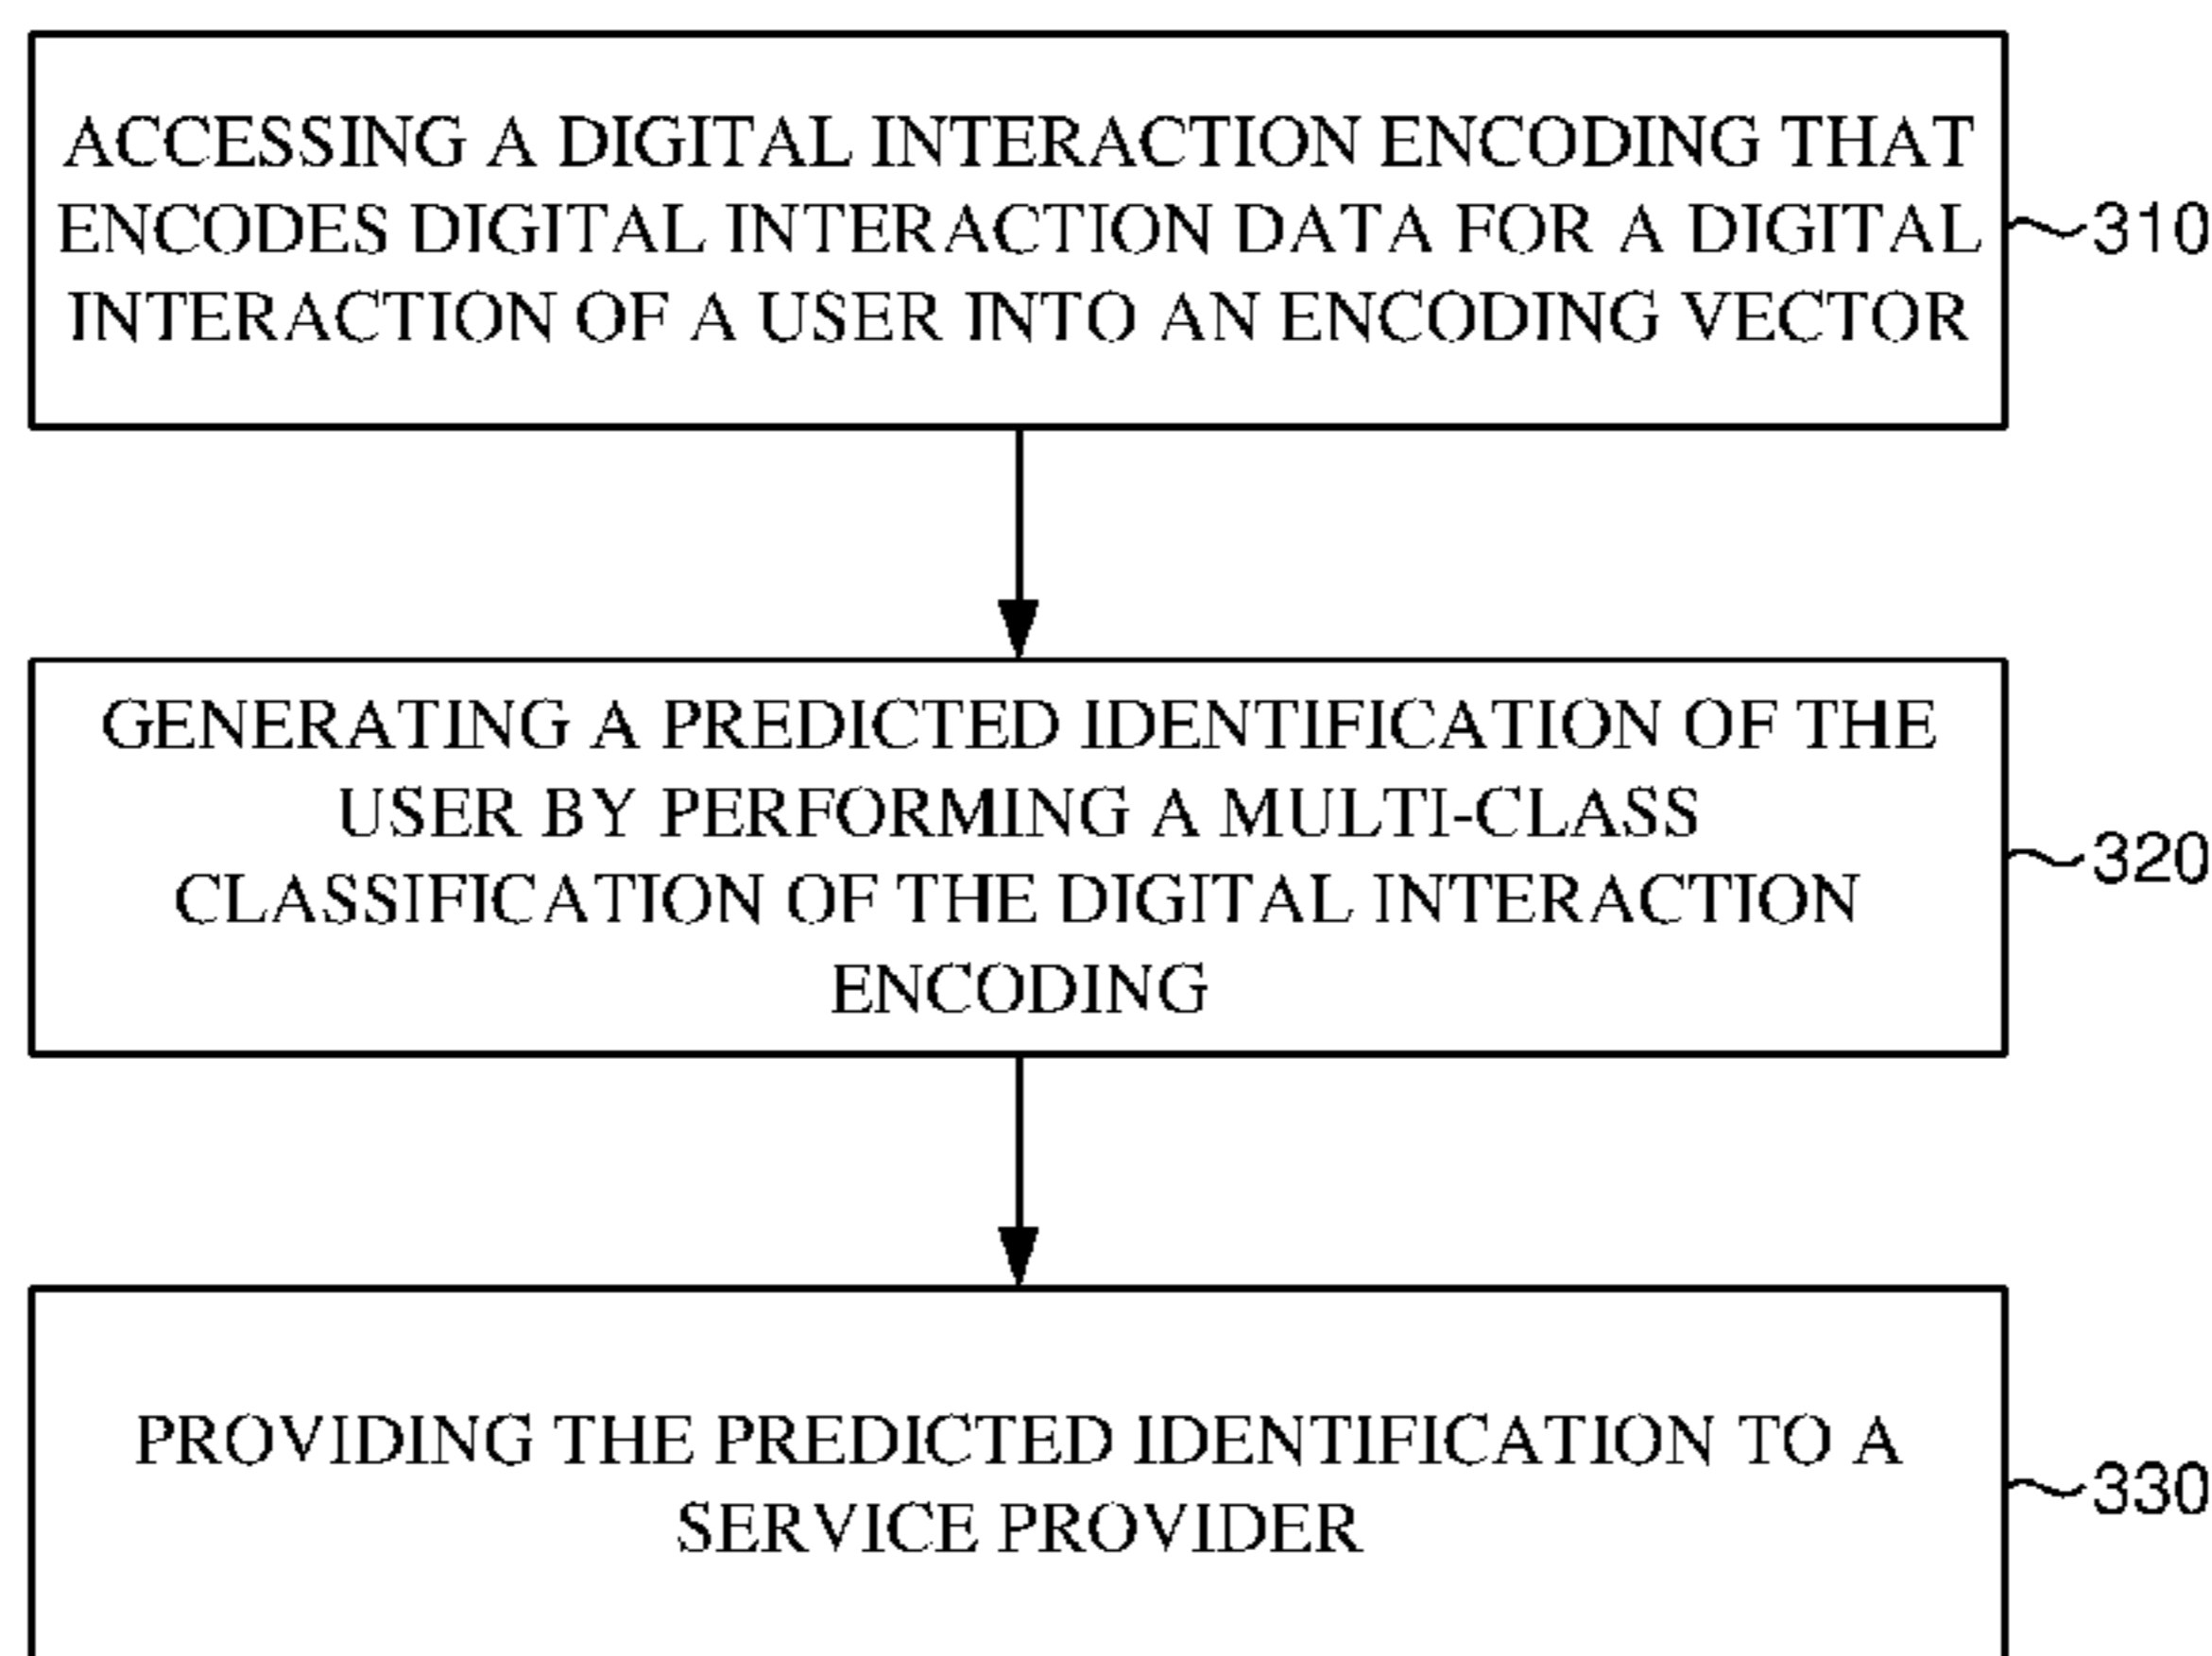 ACCESSING A DIGITAL INTERACTION ENCODING THAT
ENCODES DIGITAL INTERACTION DATA FOR A DIGITAL
INTERACTION OF A USER INTO AN ENCODING VECTOR
310
GENERATING A PREDICTED IDENTIFICATION OF THE
USER BY PERFORMING A MULTI-CLASS
CLASSIFICATION OF THE DIGITAL INTERACTION
ENCODING
320
PROVIDING THE PREDICTED IDENTIFICATION TO A
SERVICE PROVIDER
330